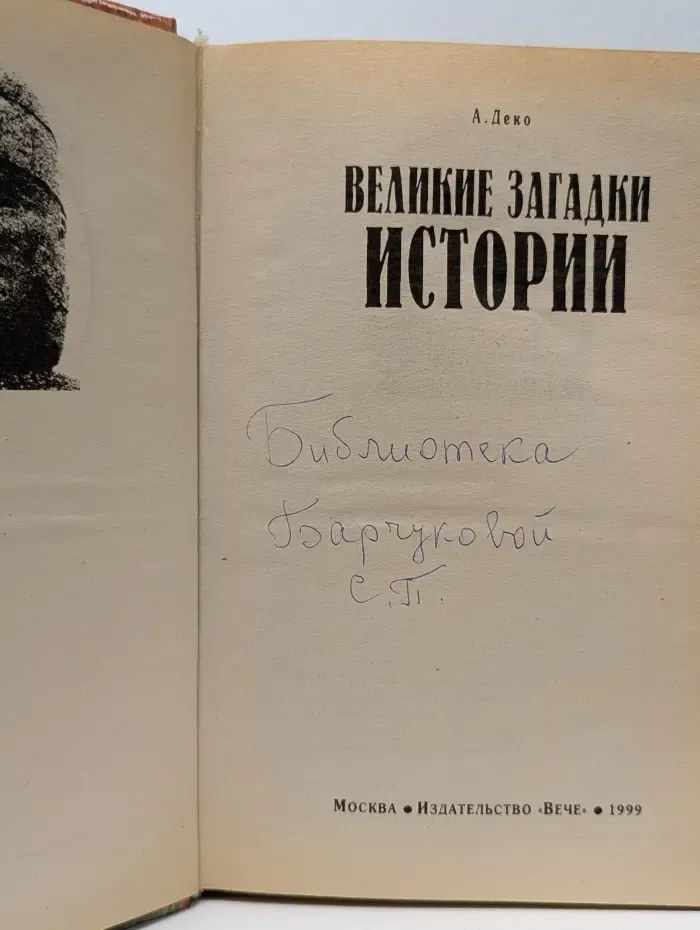 А. Деко
ВЕЛИКИЕ ЗАГАДКИ
ИСТОРИИ
Библиотека
Барчуковой
С.П.
МОСКВА ● ИЗДАТЕЛЬСТВО «ВЕЧЕ» ● 1999